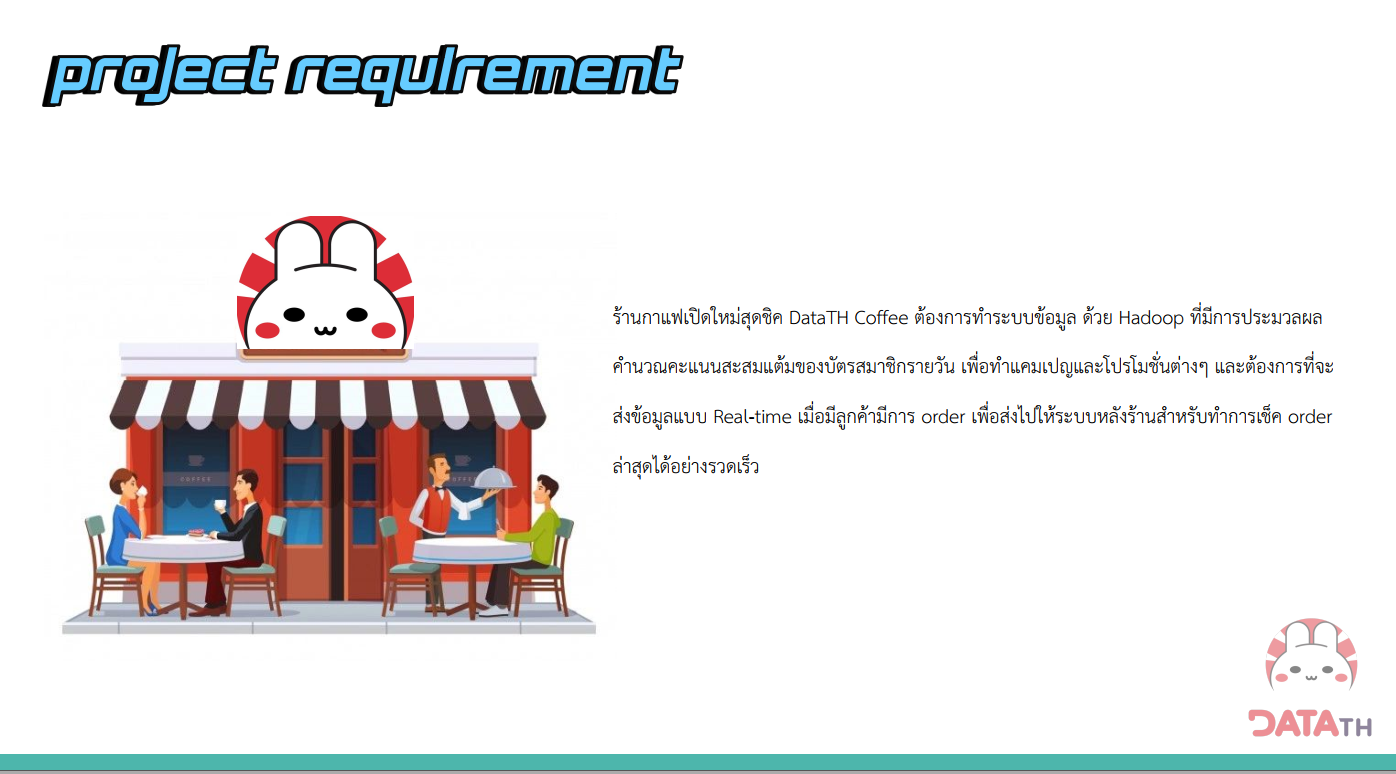 project requirement
ร้านกาแฟเปิดใหม่สุดชิค DataTH Coffee ต้องการทำระบบข้อมูล ด้วย Hadoop ที่มีการประมวลผล
คำนวณคะแนนสะสมแต้มของบัตรสมาชิกรายวัน เพื่อทำแคมเปญและโปรโมชั่นต่างๆ และต้องการที่จะ
ส่งข้อมูลแบบ Real-time เมื่อมีลูกค้ามีการ order เพื่อส่งไปให้ระบบหลังร้านสำหรับทำการเช็ค order
ล่าสุดได้อย่างรวดเร็ว
COFFEE
COFFEE
DATATH